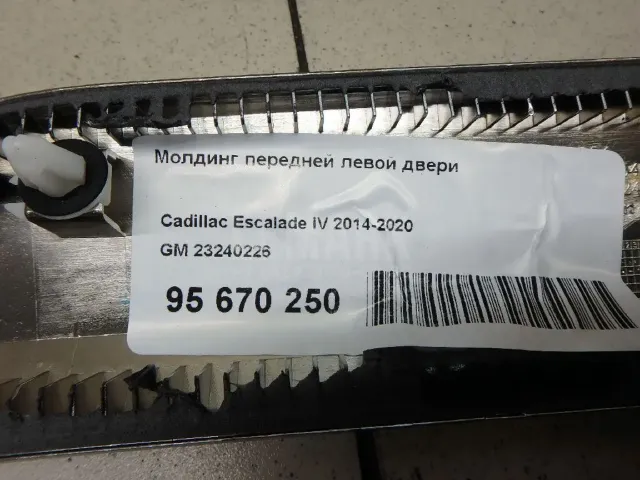 Молдинг передней левой двери
Cadillac Escalade IV 2014-2020
GM 23240226
95 670 250